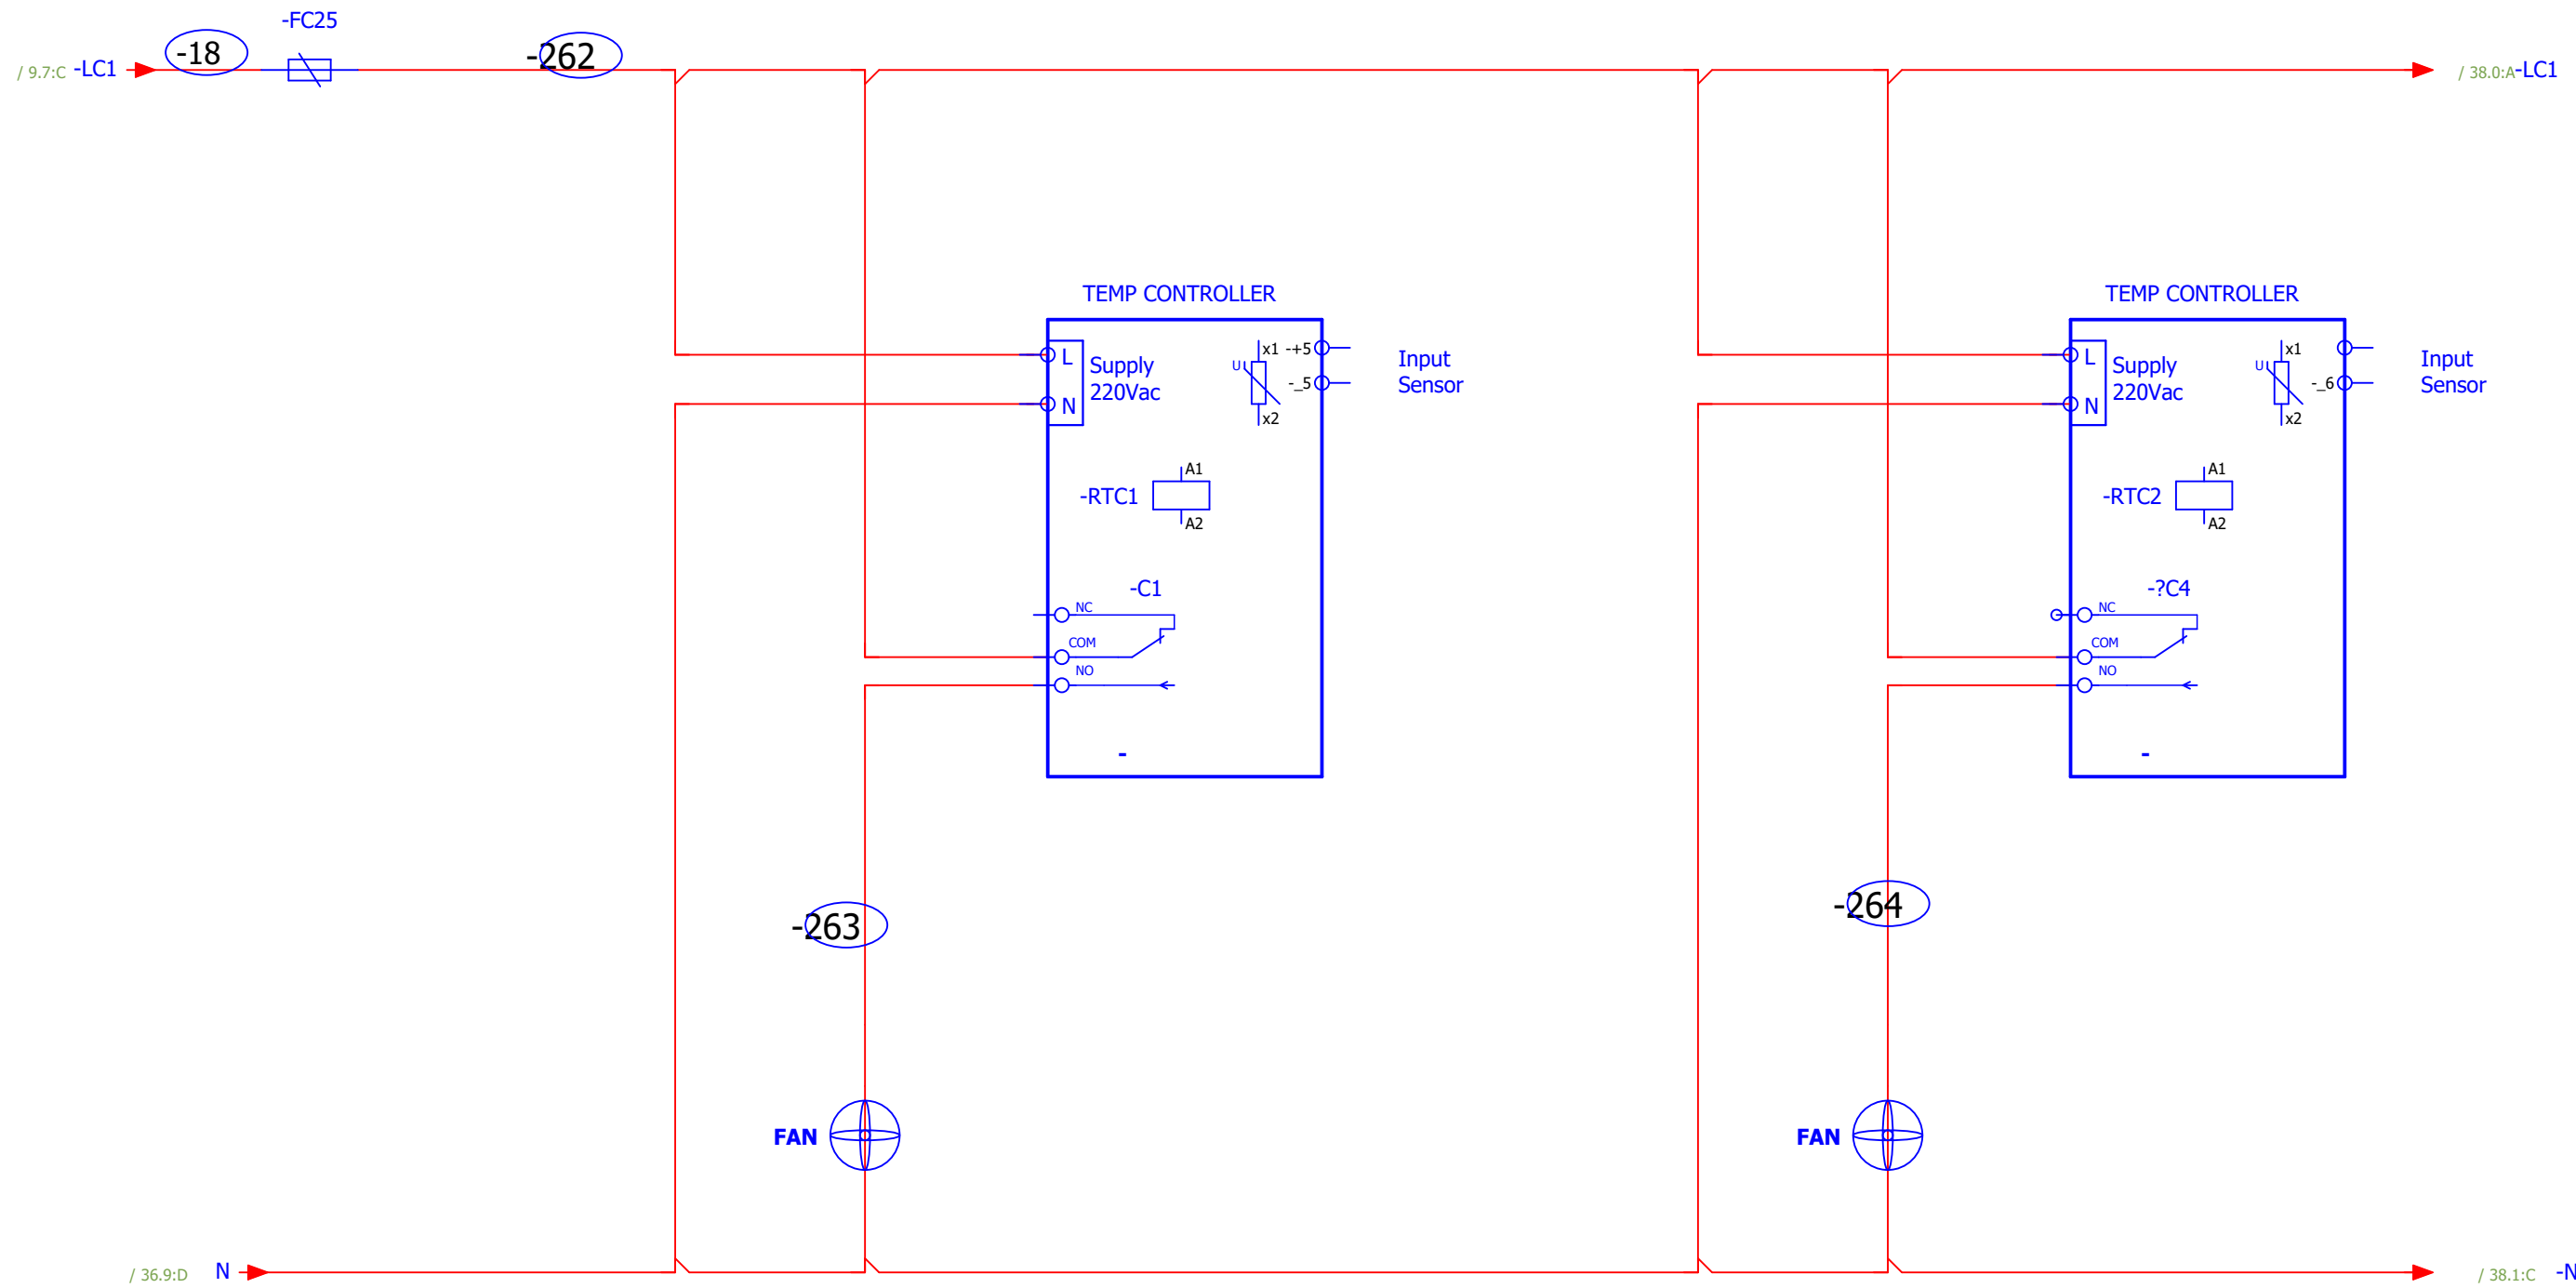 -FC25
-18
-262
/ 9.7:C -LC1
/ 38.0:A-LC1
TEMP CONTROLLER
TEMP CONTROLLER
L
Supply
220Vac
N
x1 -+5
U
-_5
x2
Input
Sensor
L
Supply
220Vac
N
x1
U
-_6
x2
Input
Sensor
A1
-RTC1
A2
A1
-RTC2
A2
-C1
NC
COM
NO
-
-?C4
NC
COM
NO
-
-263
-264
FAN
FAN
/ 36.9:D N
/ 38.1:C -N